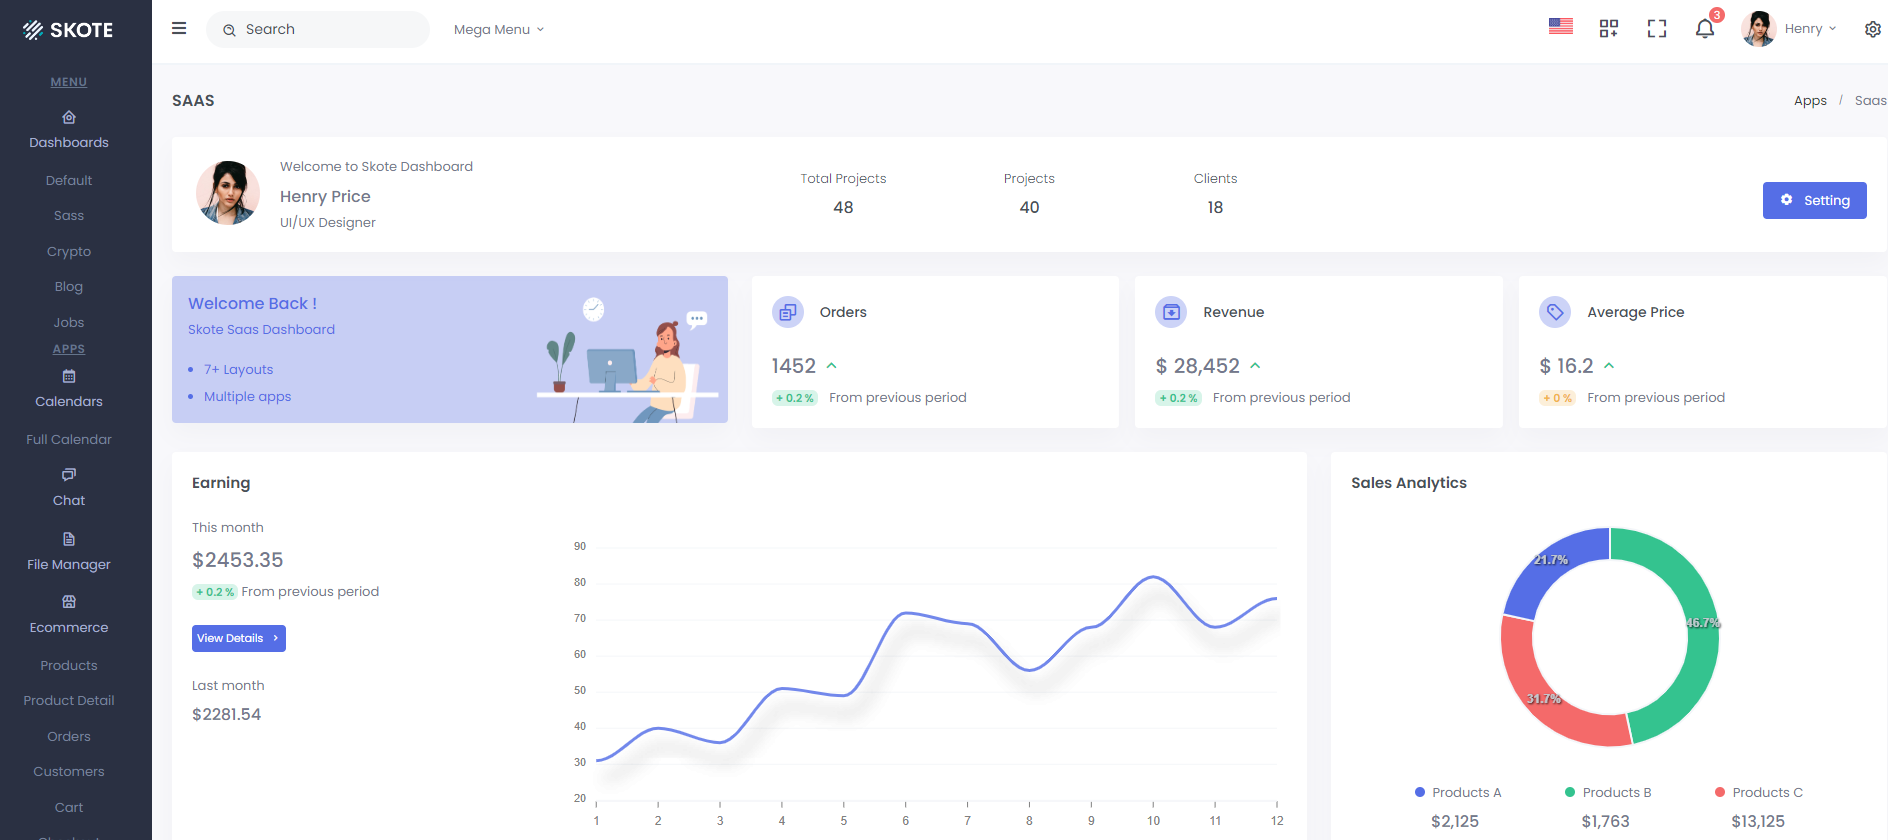 SKOTE
Search
Mega Menu
3
Henry
MENU
Dashboards
Default
Sass
Crypto
Blog
Jobs
APPS
Calendars
Full Calendar
Chat
File Manager
Ecommerce
Products
Product Detail
Orders
Customers
Cart
SAAS
Apps / Saas
Welcome to Skote Dashboard
Henry Price
UI/UX Designer
Total Projects
48
Projects
40
Clients
18
Setting
Welcome Back !
Skote Saas Dashboard
7+ Layouts
Multiple apps
Orders
1452
+ 0.2 % From previous period
Revenue
$ 28,452
+ 0.2 % From previous period
Average Price
$ 16.2
+ 0 % From previous period
Earning
This month
$2453.35
+ 0.2 % From previous period
View Details
Last month
$2281.54
90
80
70
60
50
40
30
20
1 2 3 4 5 6 7 8 9 10 11 12
Sales Analytics
21.7%
46.7%
31.7%
Products A
$2,125
Products B
$1,763
Products C
$13,125